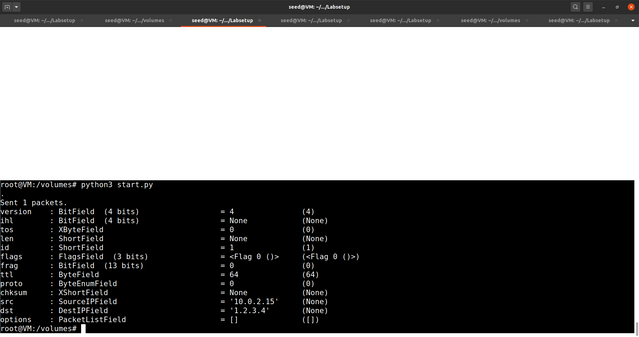 seed@VM: ~/.../Labsetup
seed@VM: ~/.../Labsetup seed@VM: ~/.../volumes seed@VM: ~/.../Labsetup seed@VM: ~/.../Labsetup seed@VM: ~/.../Labsetup seed@VM: ~/.../volumes seed@VM: ~/.../Labsetup
root@VM:/volumes# python3 start.py
.
Sent 1 packets.
version : BitField (4 bits) = 4 (4)
ihl : BitField (4 bits) = None (None)
tos : XByteField = 0 (0)
len : ShortField = None (None)
id : ShortField = 1 (1)
flags : FlagsField (3 bits) = <Flag 0 ()> (<Flag 0 ()>)
frag : BitField (13 bits) = 0 (0)
ttl : ByteField = 64 (64)
proto : ByteEnumField = 0 (0)
chksum : XShortField = None (None)
src : SourceIPField = '10.0.2.15' (None)
dst : DestIPField = '1.2.3.4' (None)
options : PacketListField = [] ([])
root@VM:/volumes#